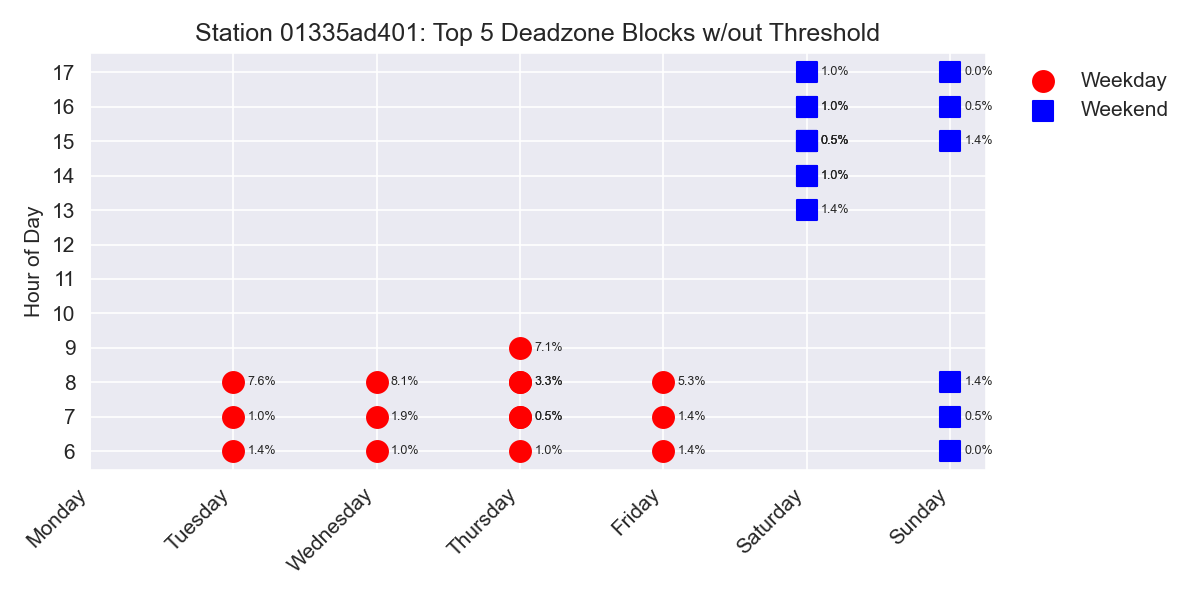 Station 01335ad401: Top 5 Deadzone Blocks w/out Threshold
Weekday
Weekend
Hour of Day
17 1.0% 0.0%
16 1.0% 0.5%
15 0.5% 1.4%
14 1.0%
13 1.4%
12
11
10
9 7.1%
8 7.6% 8.1% 3.3% 5.3% 1.4%
7 1.0% 1.9% 0.5% 1.4% 0.5%
6 1.4% 1.0% 1.0% 1.4% 0.0%
Monday Tuesday Wednesday Thursday Friday Saturday Sunday